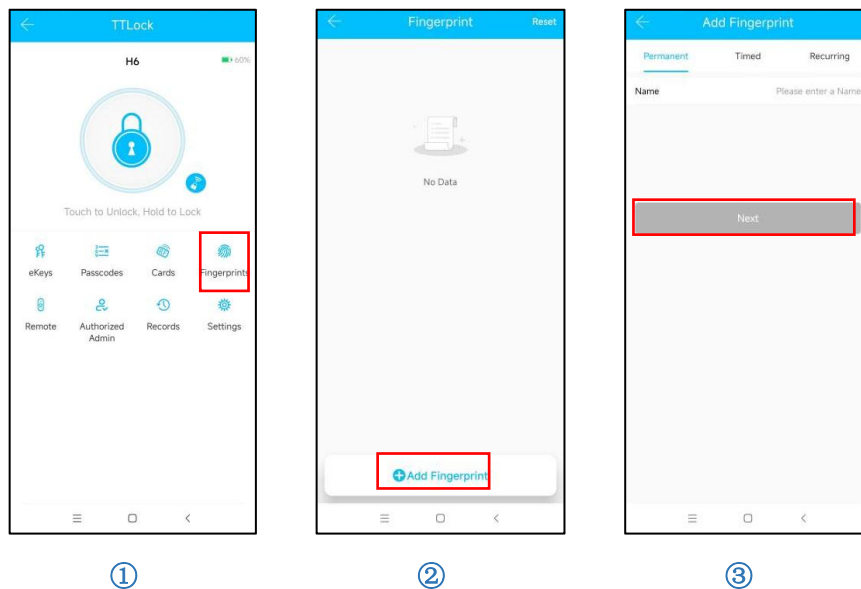 TTLock
H6
60%
Touch to Unlock, Hold to Lock
eKeys Passcodes Cards Fingerprints
Remote Authorized Admin Records Settings
①
Fingerprint Reset
No Data
Add Fingerprint
②
Add Fingerprint
Permanent Timed Recurring
Name Please enter a Name
Next
③